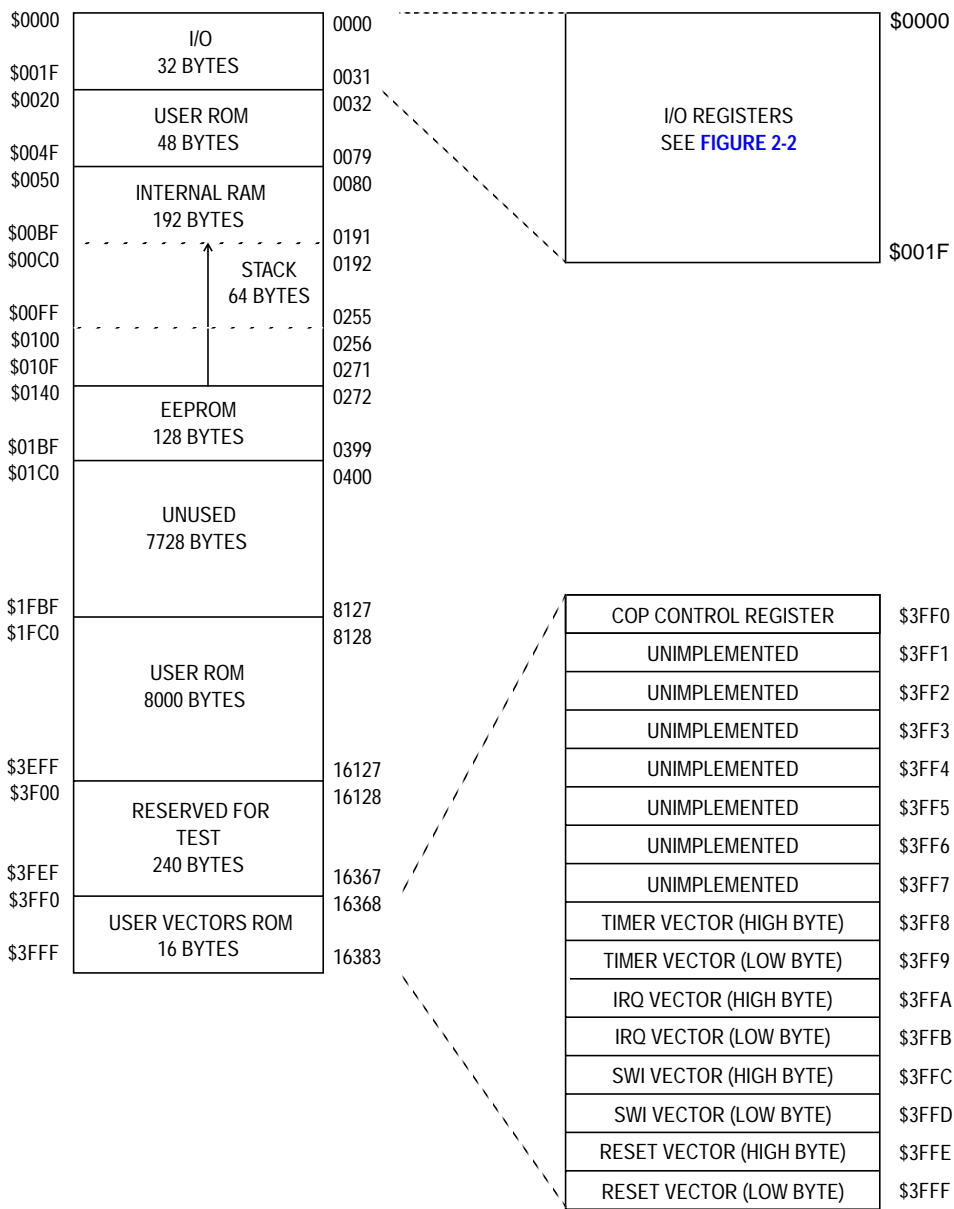 $0000
I/O
32 BYTES
0000
$001F
0031
$0020
USER ROM
48 BYTES
0032
$004F
0079
$0050
INTERNAL RAM
192 BYTES
0080
$00BF
0191
$00C0
STACK
64 BYTES
0192
$00FF
0255
$0100
0256
$010F
0271
$0140
EEPROM
128 BYTES
0272
$01BF
0399
$01C0
UNUSED
7728 BYTES
0400
$1FBF
8127
$1FC0
USER ROM
8000 BYTES
8128
$3EFF
16127
$3F00
RESERVED FOR
TEST
240 BYTES
16128
$3FEF
16367
$3FF0
USER VECTORS ROM
16 BYTES
16368
$3FFF
16383
$0000
I/O REGISTERS
SEE FIGURE 2-2
$001F
COP CONTROL REGISTER $3FF0
UNIMPLEMENTED $3FF1
UNIMPLEMENTED $3FF2
UNIMPLEMENTED $3FF3
UNIMPLEMENTED $3FF4
UNIMPLEMENTED $3FF5
UNIMPLEMENTED $3FF6
UNIMPLEMENTED $3FF7
TIMER VECTOR (HIGH BYTE) $3FF8
TIMER VECTOR (LOW BYTE) $3FF9
IRQ VECTOR (HIGH BYTE) $3FFA
IRQ VECTOR (LOW BYTE) $3FFB
SWI VECTOR (HIGH BYTE) $3FFC
SWI VECTOR (LOW BYTE) $3FFD
RESET VECTOR (HIGH BYTE) $3FFE
RESET VECTOR (LOW BYTE) $3FFF